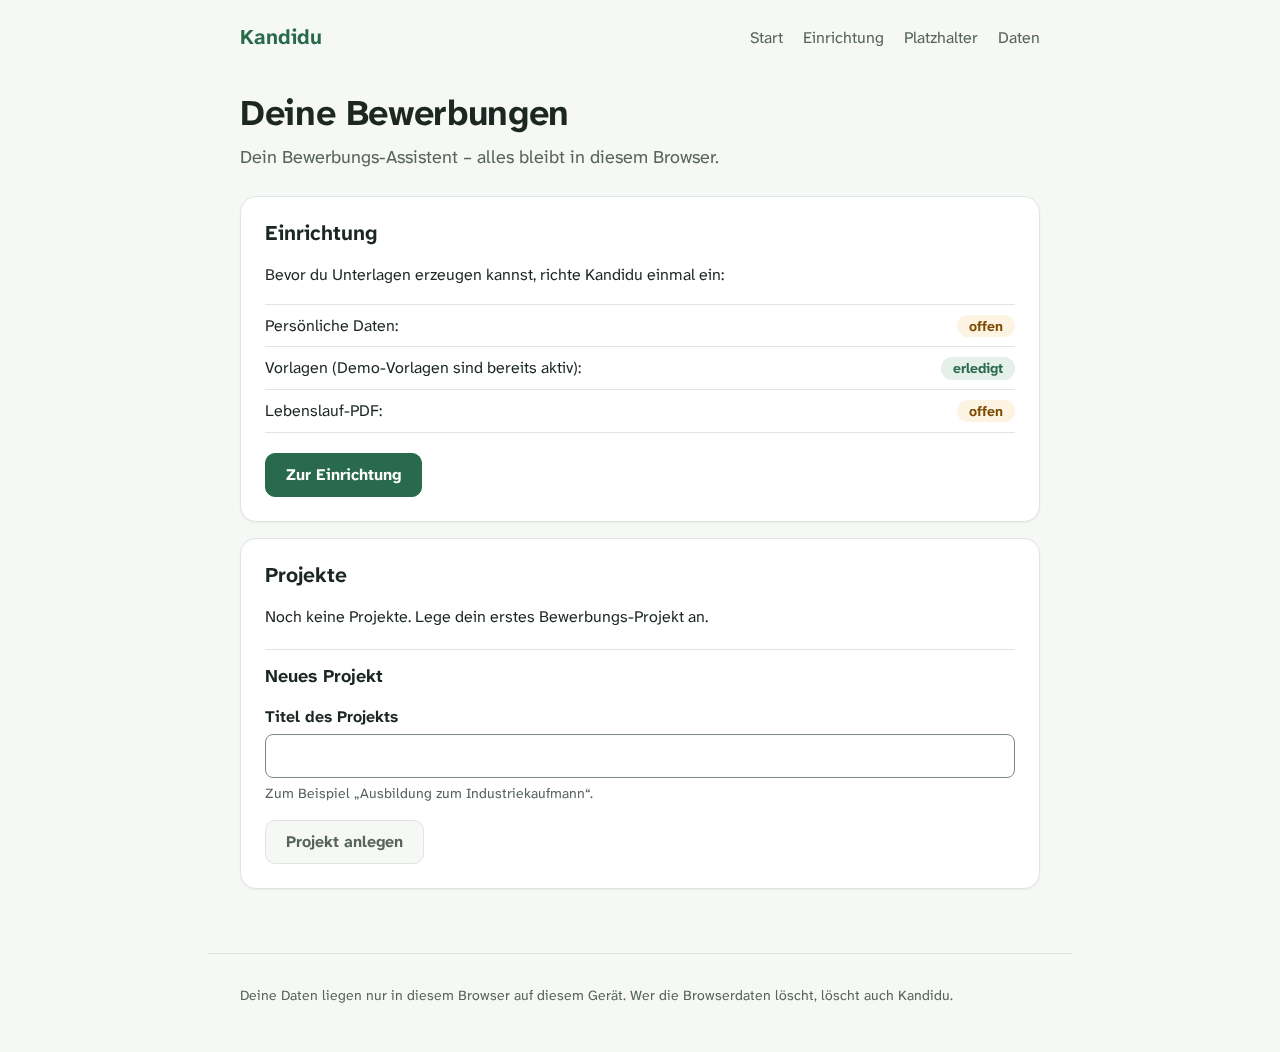 Kandidu
Start Einrichtung Platzhalter Daten
Deine Bewerbungen
Dein Bewerbungs-Assistent – alles bleibt in diesem Browser.
Einrichtung
Bevor du Unterlagen erzeugen kannst, richte Kandidu einmal ein:
Persönliche Daten: offen
Vorlagen (Demo-Vorlagen sind bereits aktiv): erledigt
Lebenslauf-PDF: offen
Zur Einrichtung
Projekte
Noch keine Projekte. Lege dein erstes Bewerbungs-Projekt an.
Neues Projekt
Titel des Projekts
Zum Beispiel „Ausbildung zum Industriekaufmann“.
Projekt anlegen
Deine Daten liegen nur in diesem Browser auf diesem Gerät. Wer die Browserdaten löscht, löscht auch Kandidu.